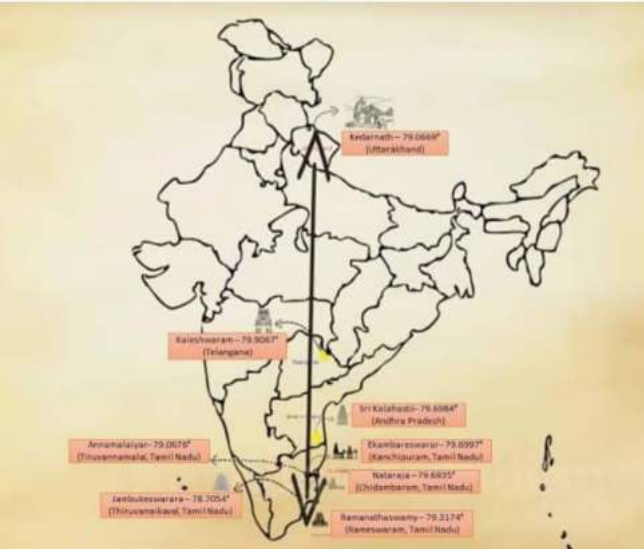 Kedarnath – 79.0669°
(Uttarakhand)
Kaleshwaram – 79.9067°
(Telangana)
Sri Kalahasti – 79.6984°
(Andhra Pradesh)
Annamalaiyar – 79.0676°
(Tiruvannamalai, Tamil Nadu)
Ekambareswarar – 79.6997°
(Kanchipuram, Tamil Nadu)
Nataraja – 79.6935°
(Chidambaram, Tamil Nadu)
Jambukeswarara – 78.7054°
(Thiruvanaikaval, Tamil Nadu)
Ramanathaswamy – 79.3174°
(Rameswaram, Tamil Nadu)